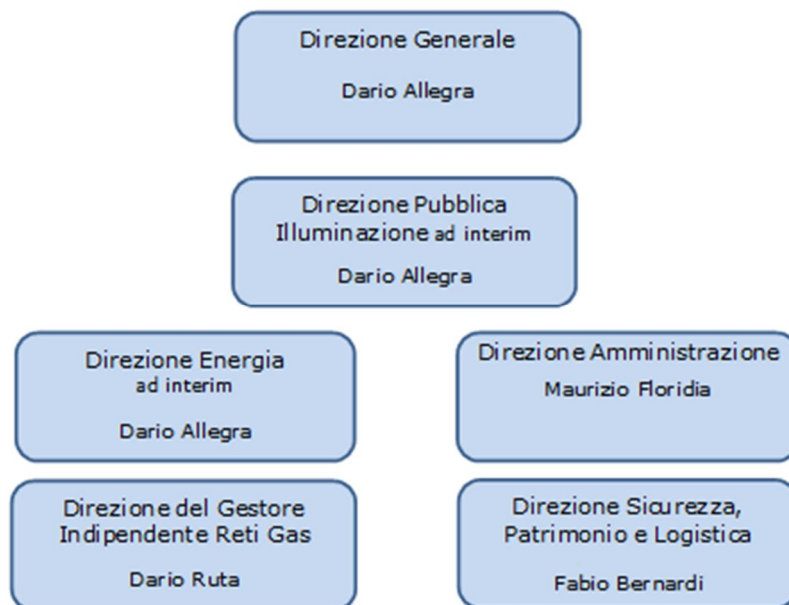 Direzione Generale
Dario Allegra
Direzione Pubblica
Illuminazione ad interim
Dario Allegra
Direzione Energia
ad interim
Dario Allegra
Direzione Amministrazione
Maurizio Floridia
Direzione del Gestore
Indipendente Reti Gas
Dario Ruta
Direzione Sicurezza,
Patrimonio e Logistica
Fabio Bernardi